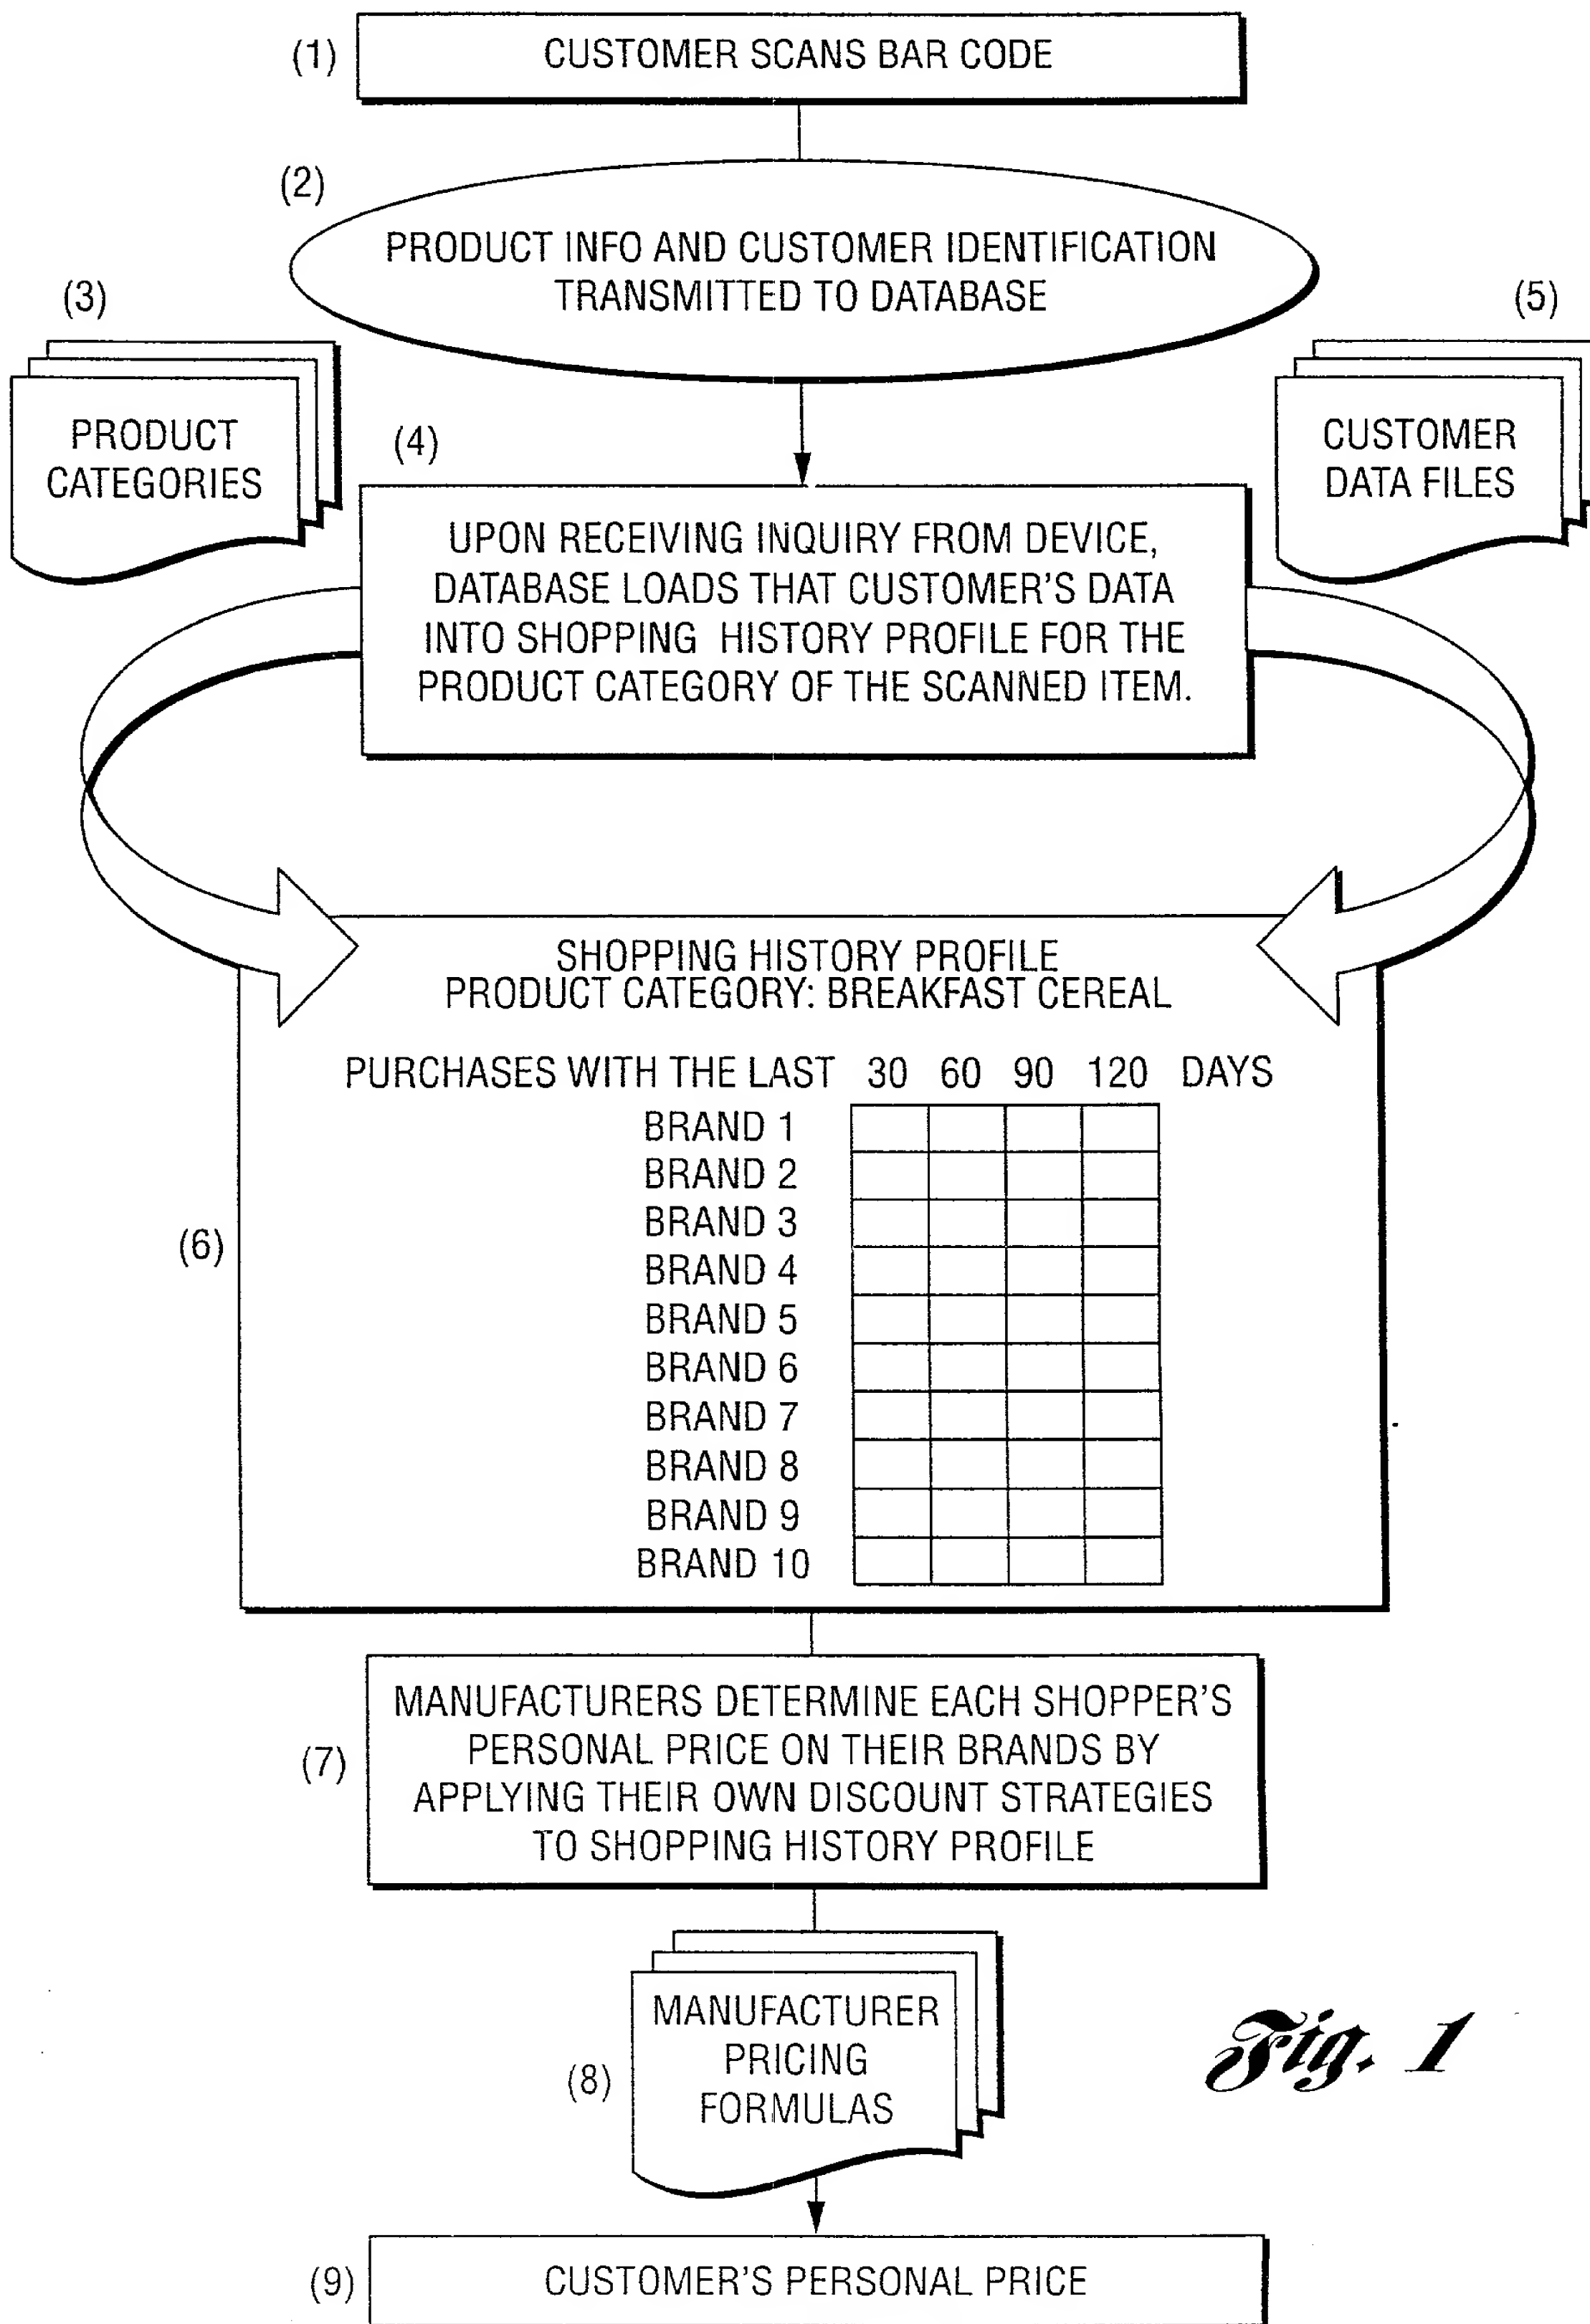 (1)
CUSTOMER SCANS BAR CODE
(2)
PRODUCT INFO AND CUSTOMER IDENTIFICATION
TRANSMITTED TO DATABASE
(3)
PRODUCT
CATEGORIES
(5)
CUSTOMER
DATA FILES
(4)
UPON RECEIVING INQUIRY FROM DEVICE,
DATABASE LOADS THAT CUSTOMER'S DATA
INTO SHOPPING HISTORY PROFILE FOR THE
PRODUCT CATEGORY OF THE SCANNED ITEM.
(6)
SHOPPING HISTORY PROFILE
PRODUCT CATEGORY: BREAKFAST CEREAL
PURCHASES WITH THE LAST 30 60 90 120 DAYS
BRAND 1
BRAND 2
BRAND 3
BRAND 4
BRAND 5
BRAND 6
BRAND 7
BRAND 8
BRAND 9
BRAND 10
(7)
MANUFACTURERS DETERMINE EACH SHOPPER'S
PERSONAL PRICE ON THEIR BRANDS BY
APPLYING THEIR OWN DISCOUNT STRATEGIES
TO SHOPPING HISTORY PROFILE
(8)
MANUFACTURER
PRICING
FORMULAS
Fig. 1
(9)
CUSTOMER'S PERSONAL PRICE